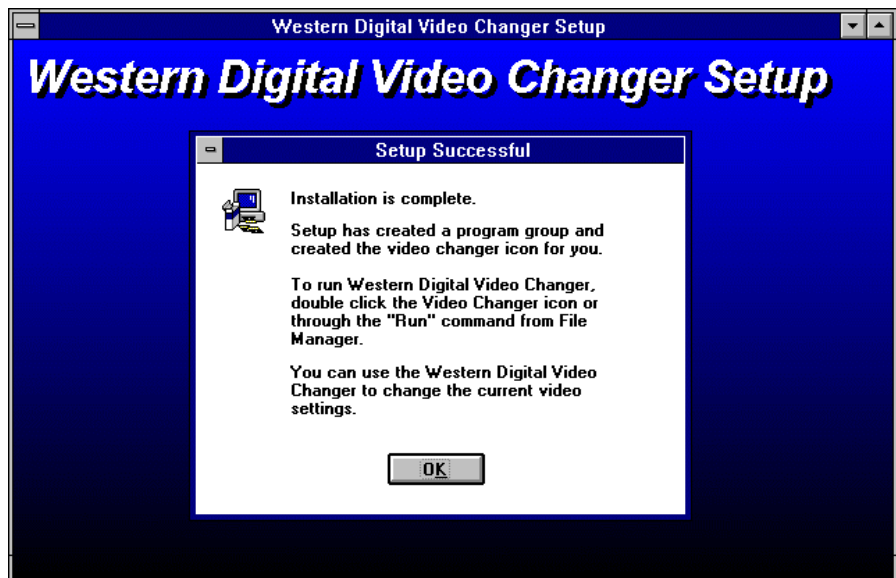 Western Digital Video Changer Setup
Western Digital Video Changer Setup
Setup Successful
Installation is complete.
Setup has created a program group and
created the video changer icon for you.
To run Western Digital Video Changer,
double click the Video Changer icon or
through the "Run" command from File
Manager.
You can use the Western Digital Video
Changer to change the current video
settings.
OK